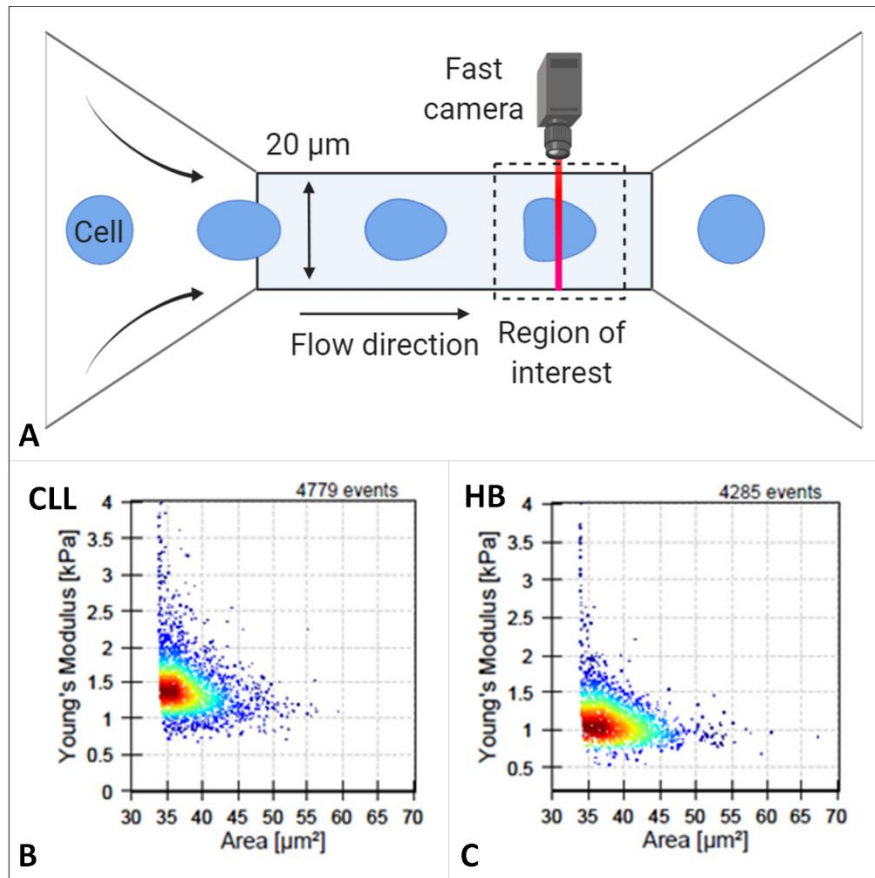 Fast
camera
20 µm
Cell
Flow direction
Region of
interest
A
CLL
4779 events
Young's Modulus [kPa]
4
3.5
3
2.5
2
1.5
1
0.5
0
30 35 40 45 50 55 60 65 70
Area [µm²]
B
HB
4285 events
Young's Modulus [kPa]
4
3.5
3
2.5
2
1.5
1
0.5
30 35 40 45 50 55 60 65 70
Area [µm²]
C